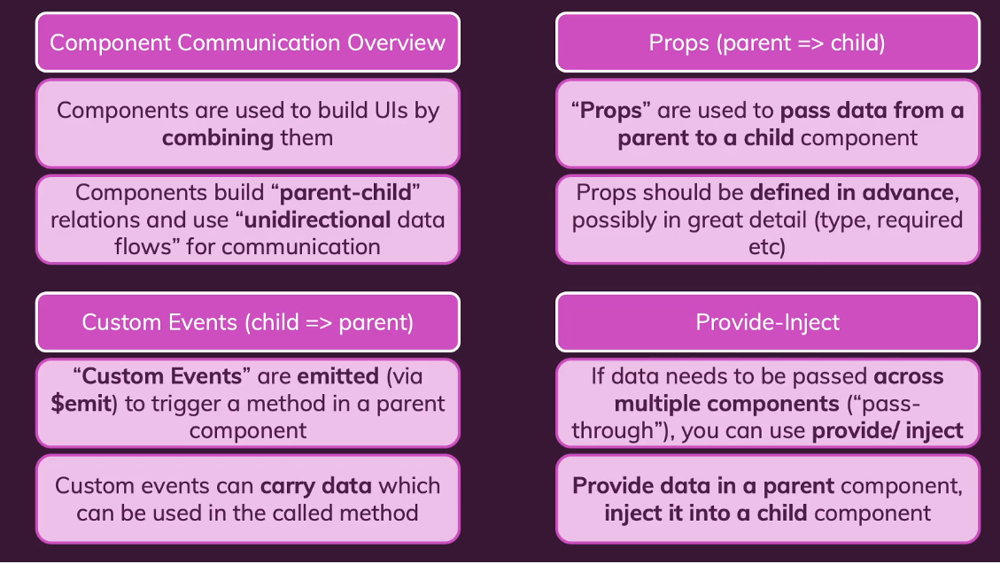 Component Communication Overview
Components are used to build UIs by
combining them
Components build “parent-child”
relations and use “unidirectional data
flows” for communication
Props (parent => child)
“Props” are used to pass data from a
parent to a child component
Props should be defined in advance,
possibly in great detail (type, required
etc)
Custom Events (child => parent)
“Custom Events” are emitted (via
$emit) to trigger a method in a parent
component
Custom events can carry data which
can be used in the called method
Provide-Inject
If data needs to be passed across
multiple components (“pass-
through”), you can use provide/ inject
Provide data in a parent component,
inject it into a child component